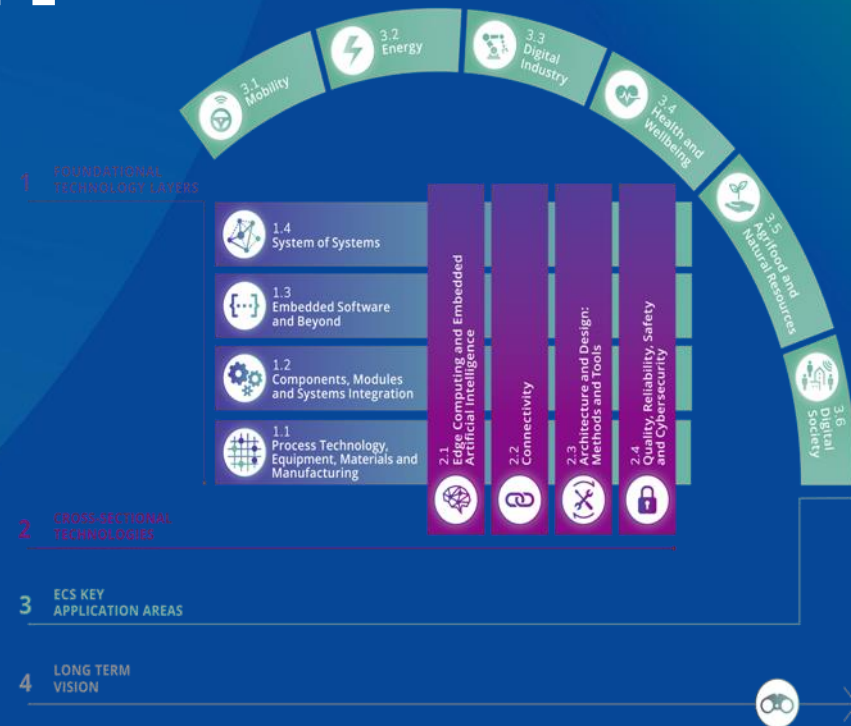 3.1
Mobility
3.2
Energy
3.3
Digital
Industry
3.4
Health and
Wellbeing
3.5
Agrifood and
Natural Resources
3.6
Digital
Society
1
FOUNDATIONAL
TECHNOLOGY LAYERS
1.4
System of Systems
1.3
Embedded Software
and Beyond
1.2
Components, Modules
and Systems Integration
1.1
Process Technology,
Equipment, Materials and
Manufacturing
2.1
Edge Computing and Embedded
Artificial Intelligence
2.2
Connectivity
2.3
Architecture and Design:
Methods and Tools
2.4
Quality, Reliability, Safety
and Cybersecurity
2
CROSS-SECTIONAL
TECHNOLOGIES
3
ECS KEY
APPLICATION AREAS
4
LONG TERM
VISION